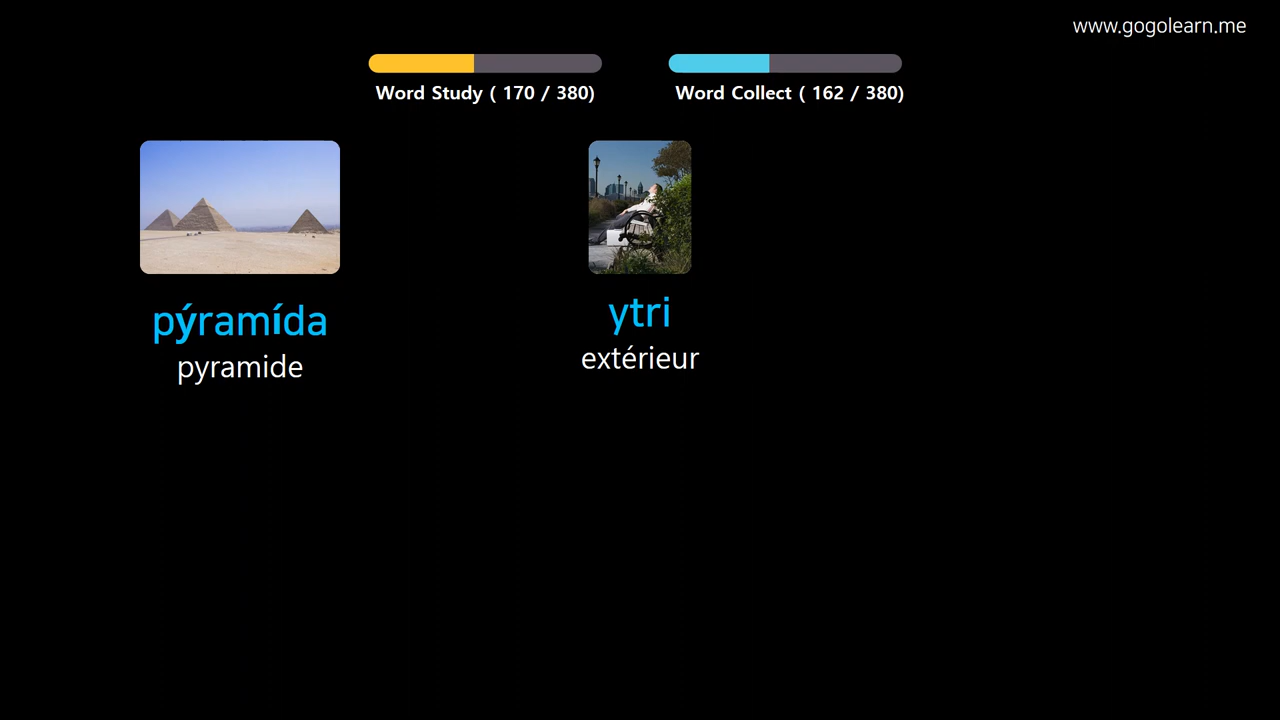 www.gogolearn.me
Word Study ( 170 / 380)
Word Collect ( 162 / 380)
pýramída
pyramide
ytri
extérieur